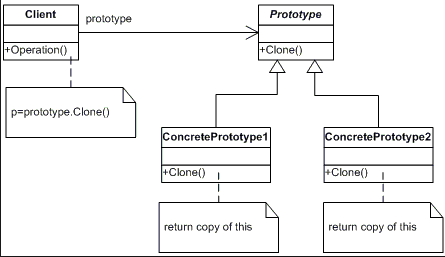 Client
prototype
Prototype
+Operation()
+Clone()
p=prototype.Clone()
ConcretePrototype1
ConcretePrototype2
+Clone()
+Clone()
return copy of this
return copy of this